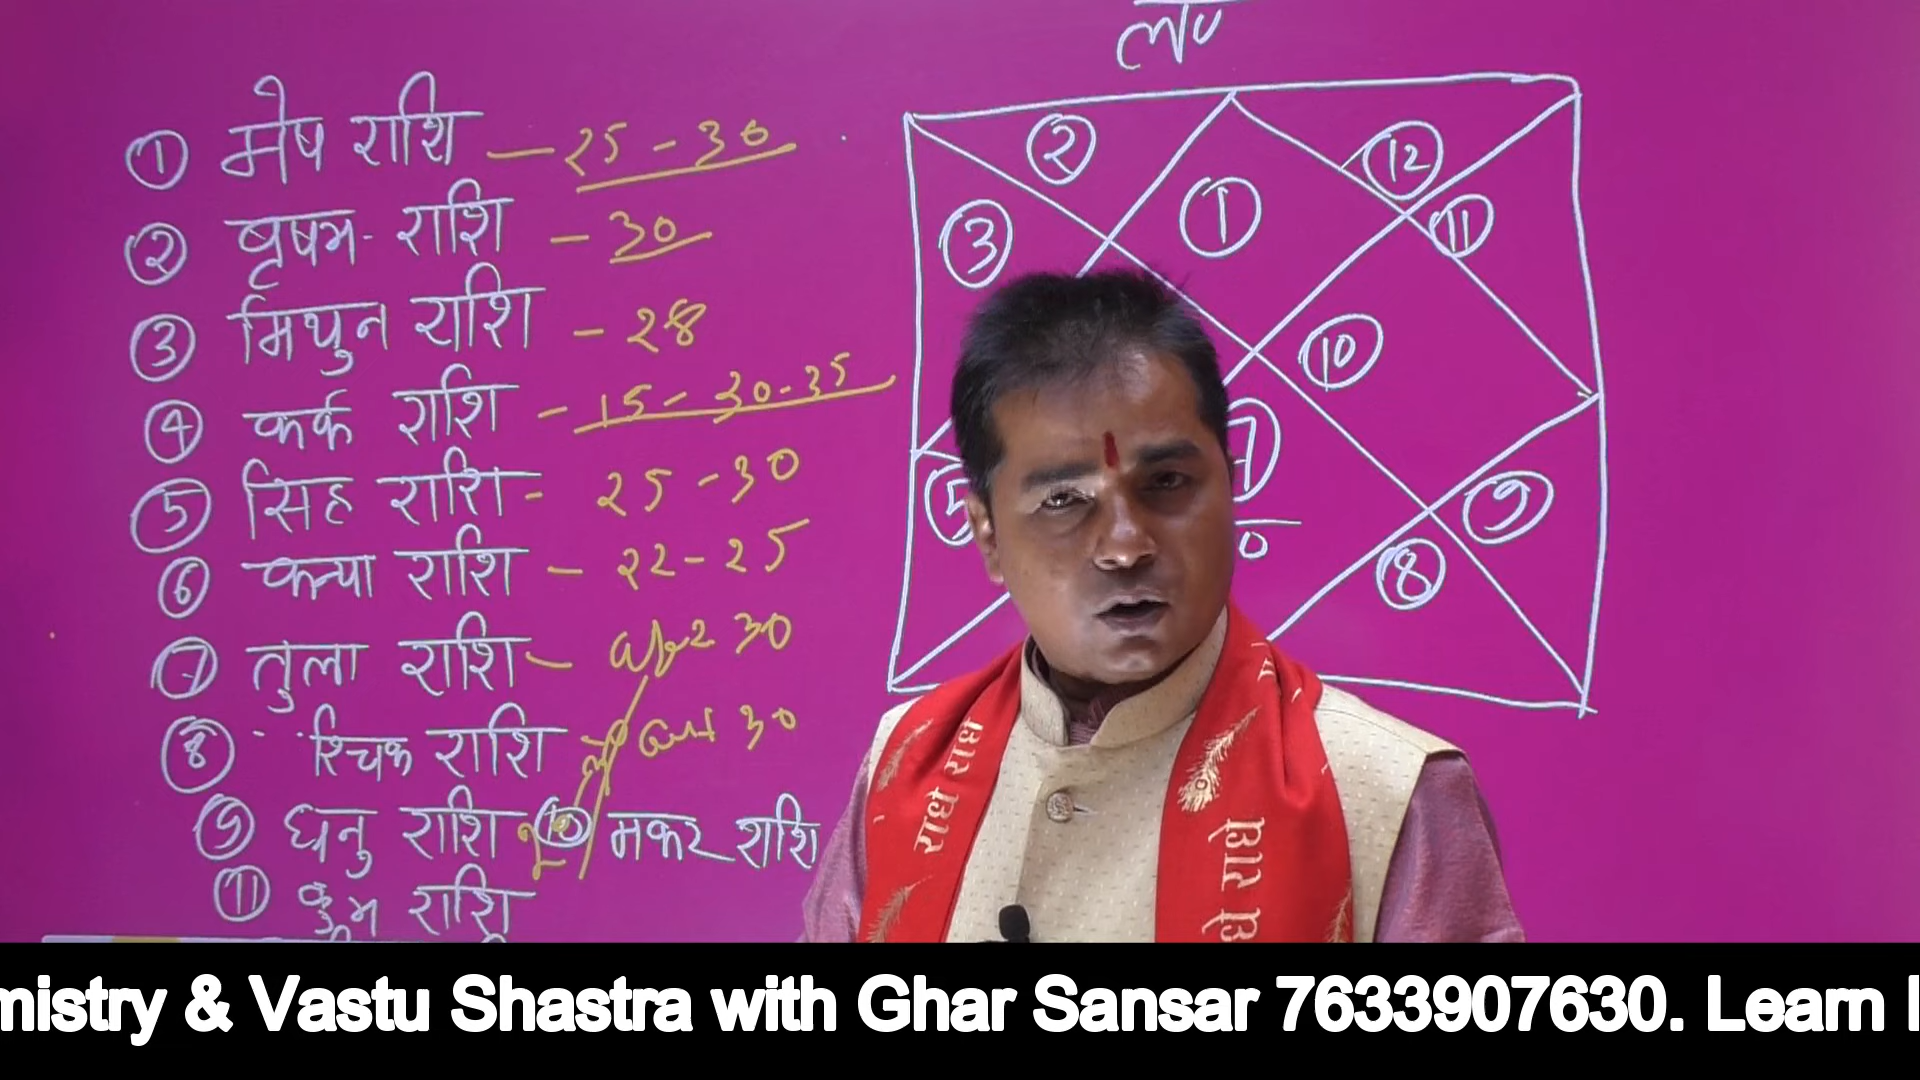 ल०
① मेष राशि – 25 - 30
② बृषभ - राशि – 30
③ मिथुन राशि – 28
④ कर्क राशि – 15 - 30 - 35
⑤ सिह राशि - 25 - 30
⑥ कन्या राशि – 22 - 25
⑦ तुला राशि – 30
⑧ श्चिक राशि 30
⑨ धनु राशि ⑩ मकर राशि
⑪ कुंभ राशि
② ① ⑫
③ ⑪
⑩
⑤ 7 ⑨
⑧
राधे राधे
राधे
mistry & Vastu Shastra with Ghar Sansar 7633907630. Learn